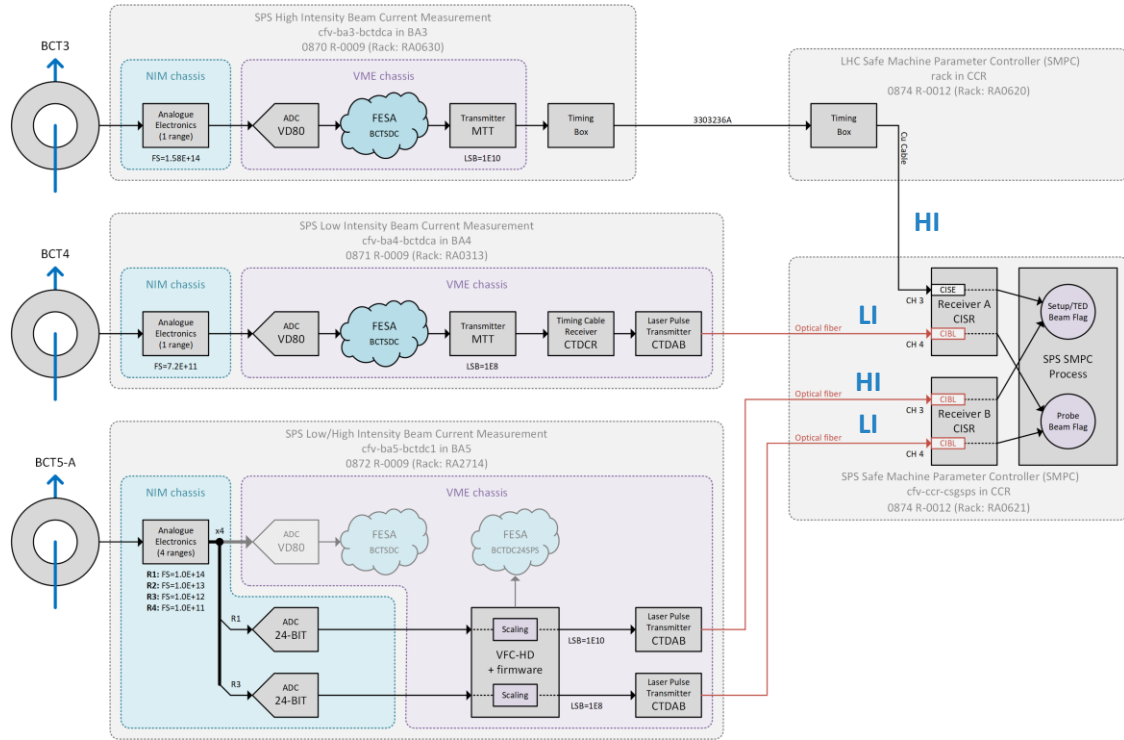 SPS High Intensity Beam Current Measurement
cfv-ba3-bctdca in BA3
0870 R-0009 (Rack: RA0630)
BCT3
NIM chassis
VME chassis
Analogue
Electronics
(1 range)
FS=1.58E+14
ADC
VD80
FESA
BCTSDC
Transmitter
MTT
LSB=1E10
Timing
Box
3303236A
LHC Safe Machine Parameter Controller (SMPC)
rack in CCR
0874 R-0012 (Rack: RA0620)
Timing
Box
Cu Cable
HI
SPS Low Intensity Beam Current Measurement
cfv-ba4-bctdca in BA4
0871 R-0009 (Rack: RA0313)
BCT4
NIM chassis
VME chassis
Analogue
Electronics
(1 range)
FS=7.2E+11
ADC
VD80
FESA
BCTSDC
Transmitter
MTT
LSB=1E8
Timing Cable
Receiver
CTDCR
Laser Pulse
Transmitter
CTDAB
LI
Optical fiber
HI
Optical fiber
LI
Optical fiber
CH 3
CISE
Receiver A
CISR
CH 4
CIBL
CH 3
CIBL
Receiver B
CISR
CH 4
CIBL
Setup/TED
Beam Flag
SPS SMPC
Process
Probe
Beam Flag
SPS Safe Machine Parameter Controller (SMPC)
cfv-ccr-csgsps in CCR
0874 R-0012 (Rack: RA0621)
SPS Low/High Intensity Beam Current Measurement
cfv-ba5-bctdc1 in BA5
0872 R-0009 (Rack: RA2714)
BCT5-A
NIM chassis
VME chassis
Analogue
Electronics
(4 ranges)
x4
R1: FS=1.0E+14
R2: FS=1.0E+13
R3: FS=1.0E+12
R4: FS=1.0E+11
ADC
VD80
FESA
BCTSDC
FESA
BCTDC24SPS
R1
ADC
24-BIT
R3
ADC
24-BIT
Scaling
VFC-HD
+ firmware
Scaling
LSB=1E10
LSB=1E8
Laser Pulse
Transmitter
CTDAB
Laser Pulse
Transmitter
CTDAB